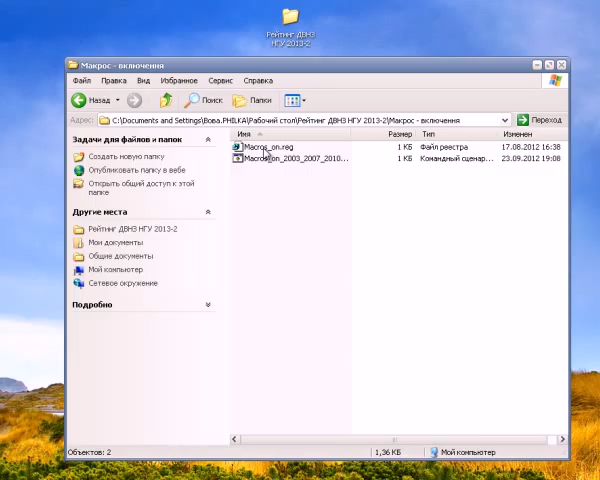 Рейтинг ДВНЗ
НГУ 2013-2
Макрос - включення
Файл Правка Вид Избранное Сервис Справка
Назад Поиск Папки
Адрес: C:\Documents and Settings\Вова.PHILKA\Рабочий стол\Рейтинг ДВНЗ НГУ 2013-2\Макрос - включення Переход
Задачи для файлов и папок
Создать новую папку
Опубликовать папку в вебе
Открыть общий доступ к этой
папке
Другие места
Рейтинг ДВНЗ НГУ 2013-2
Мои документы
Общие документы
Мой компьютер
Сетевое окружение
Подробно
Имя Размер Тип Изменен
Macros_on.reg 1 КБ Файл реестра 17.08.2012 16:38
Macros_on_2003_2007_2010... 1 КБ Командный сценар... 23.09.2012 19:08
Объектов: 2 1,36 КБ Мой компьютер